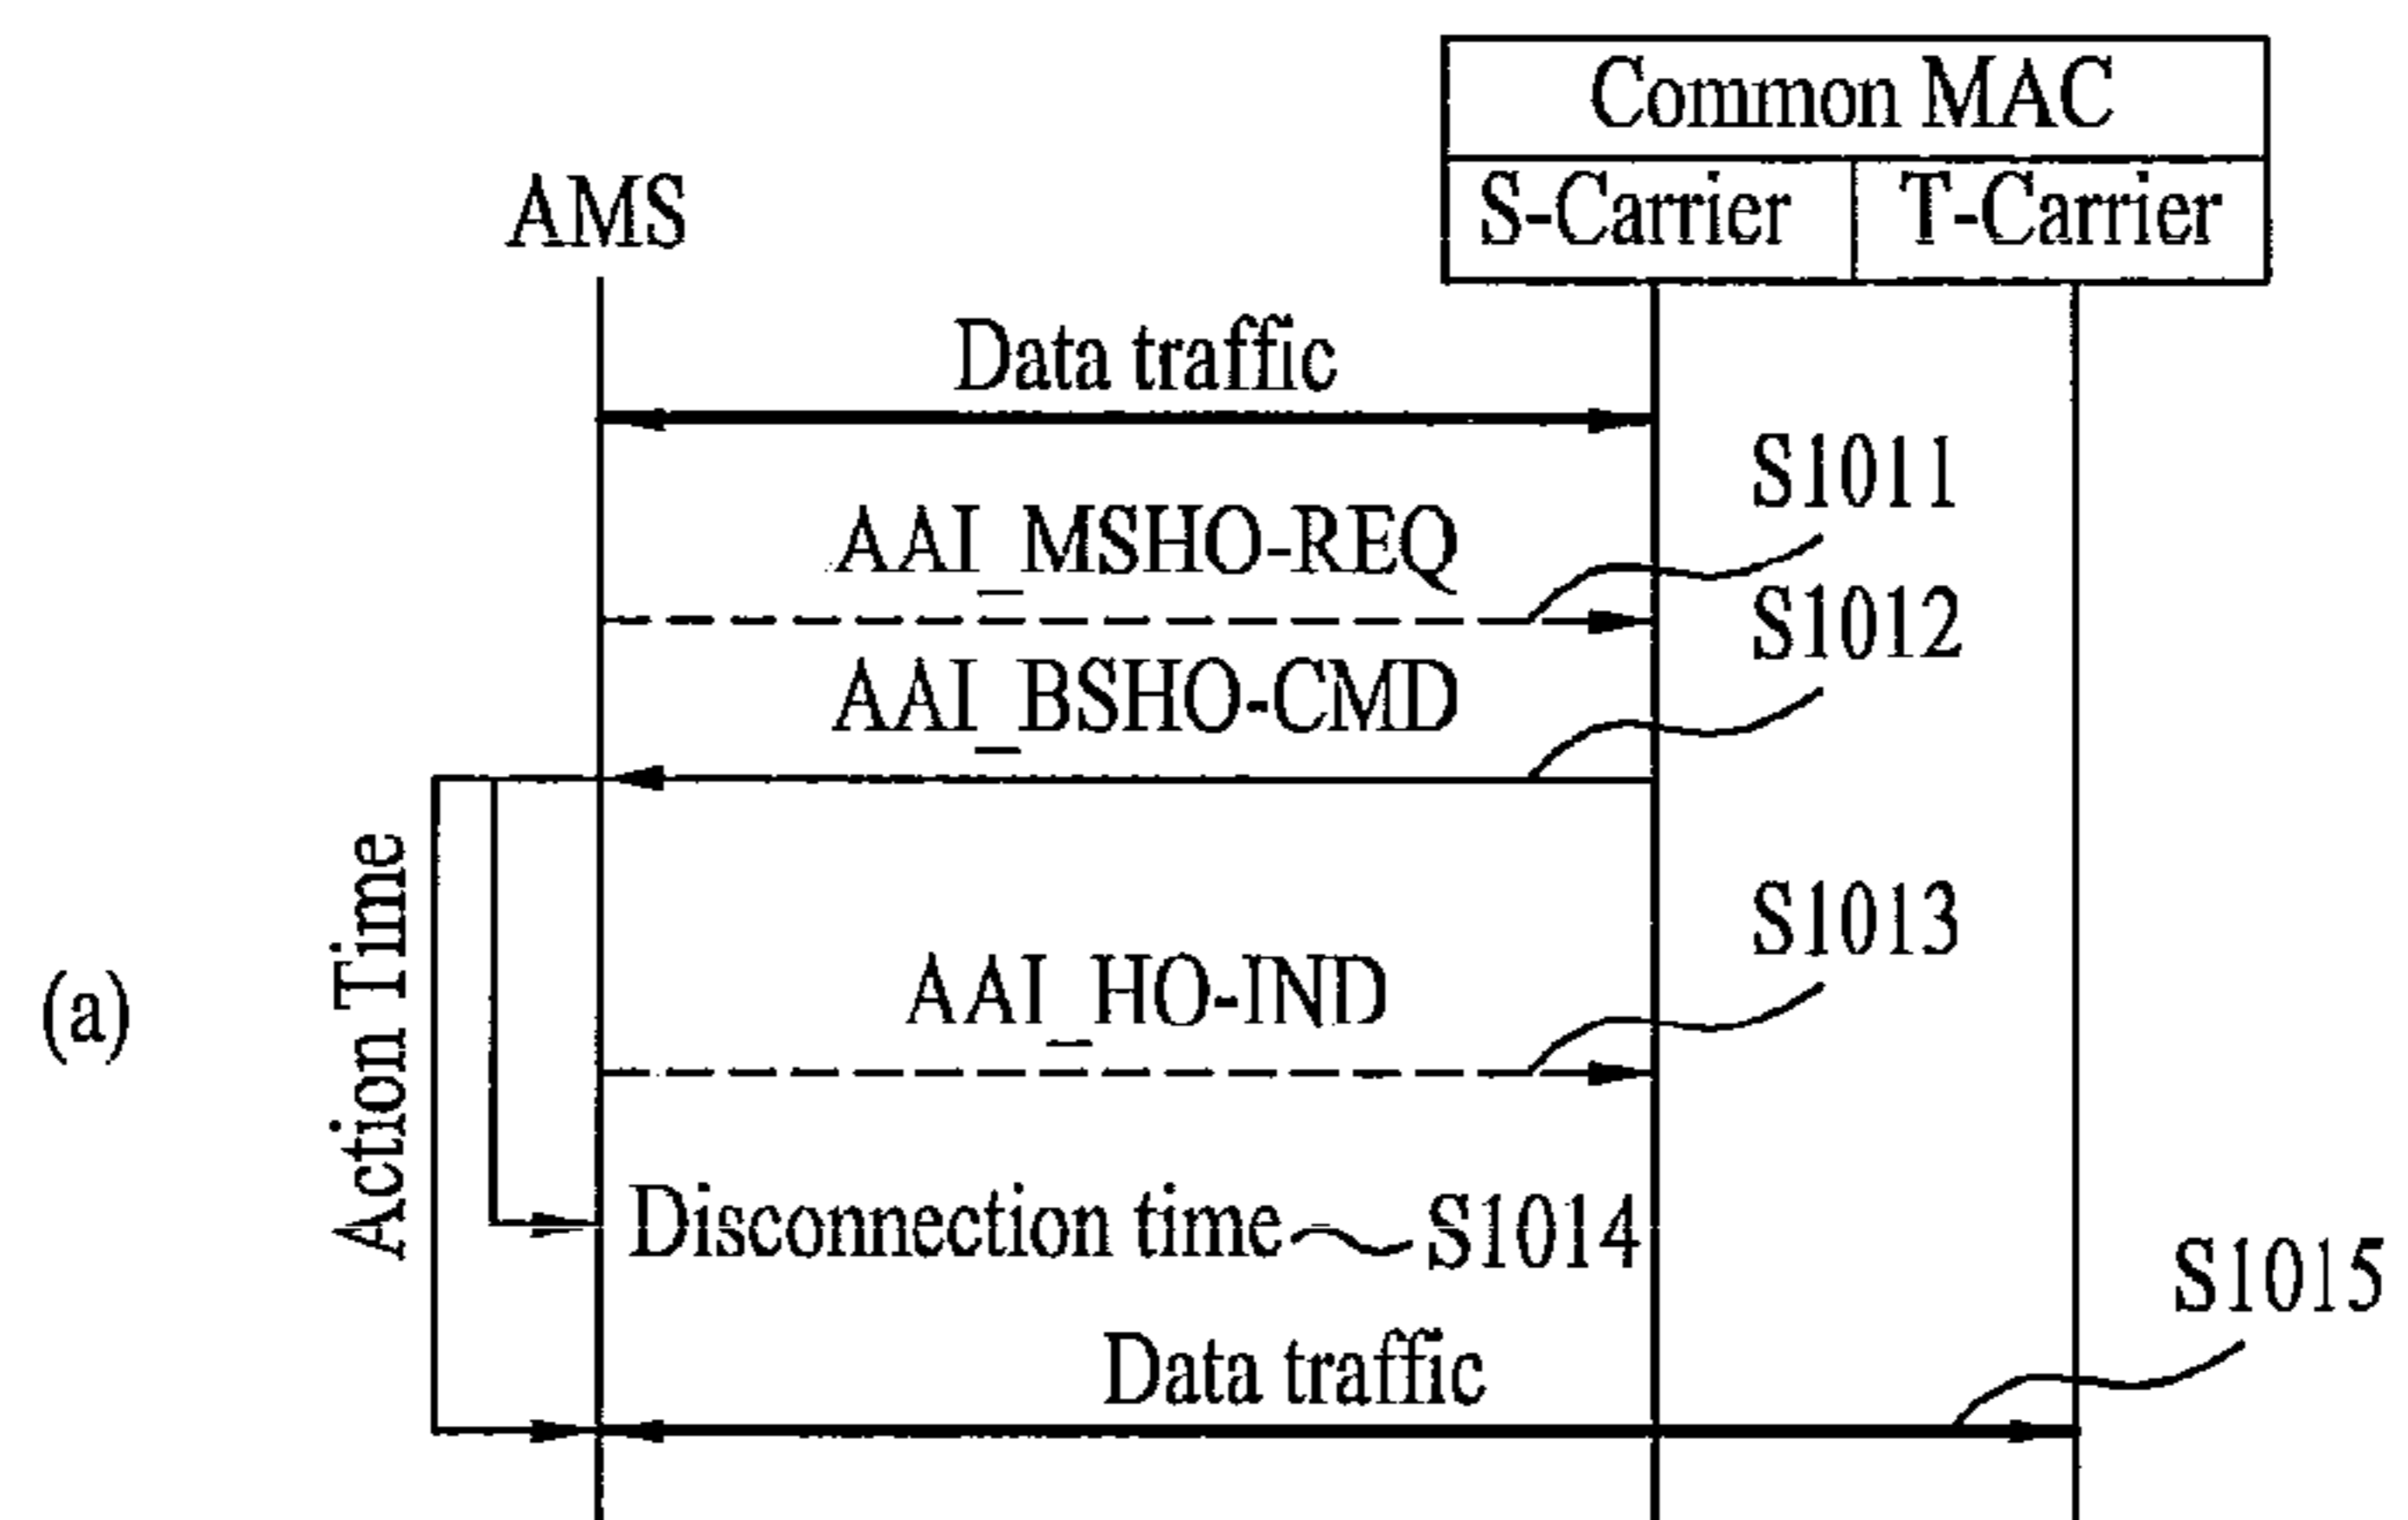 Common MAC
S-Carrier T-Carrier
AMS
Data traffic
S1011
AAI_MSHO-REQ
S1012
AAI_BSHO-CMD
S1013
AAI_HO-IND
Action Time
(a)
Disconnection time S1014
S1015
Data traffic